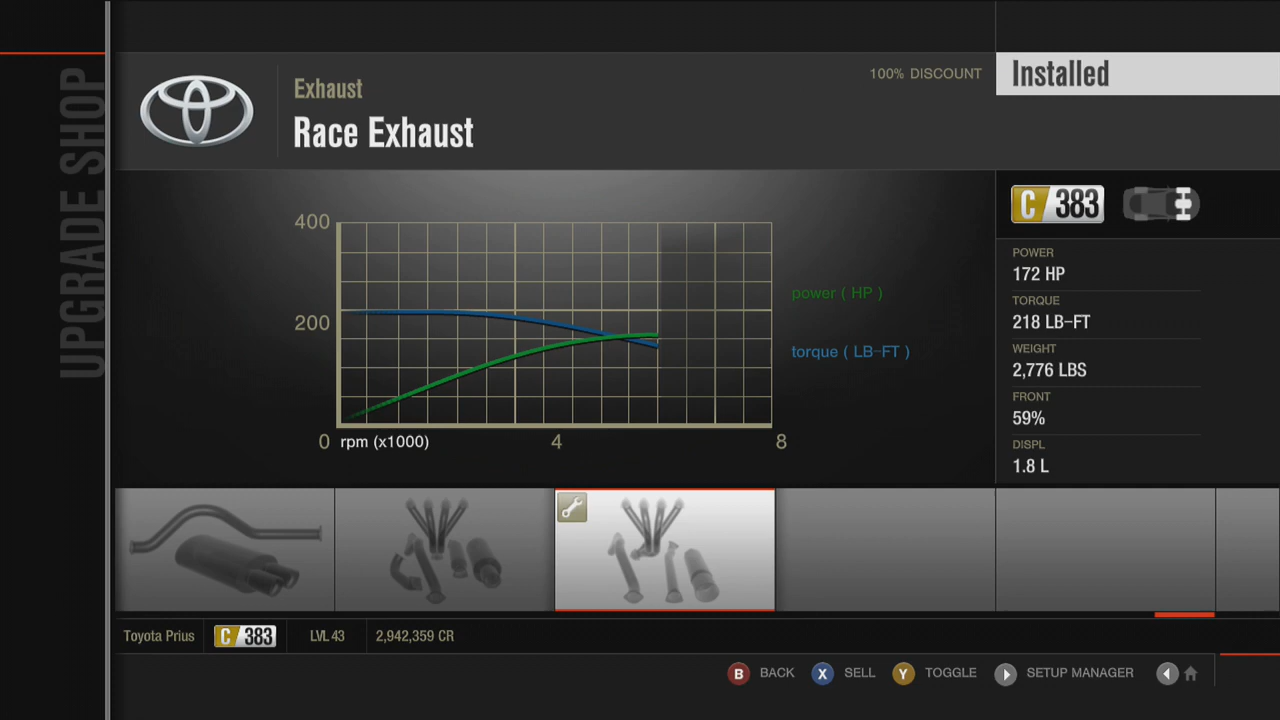 UPGRADE SHOP
Exhaust
Race Exhaust
100% DISCOUNT
Installed
C 383
POWER
172 HP
TORQUE
218 LB-FT
WEIGHT
2,776 LBS
FRONT
59%
DISPL
1.8 L
400
200
0
rpm (x1000)
4
8
power ( HP )
torque ( LB-FT )
Toyota Prius C 383 LVL 43 2,942,359 CR
B BACK X SELL Y TOGGLE SETUP MANAGER